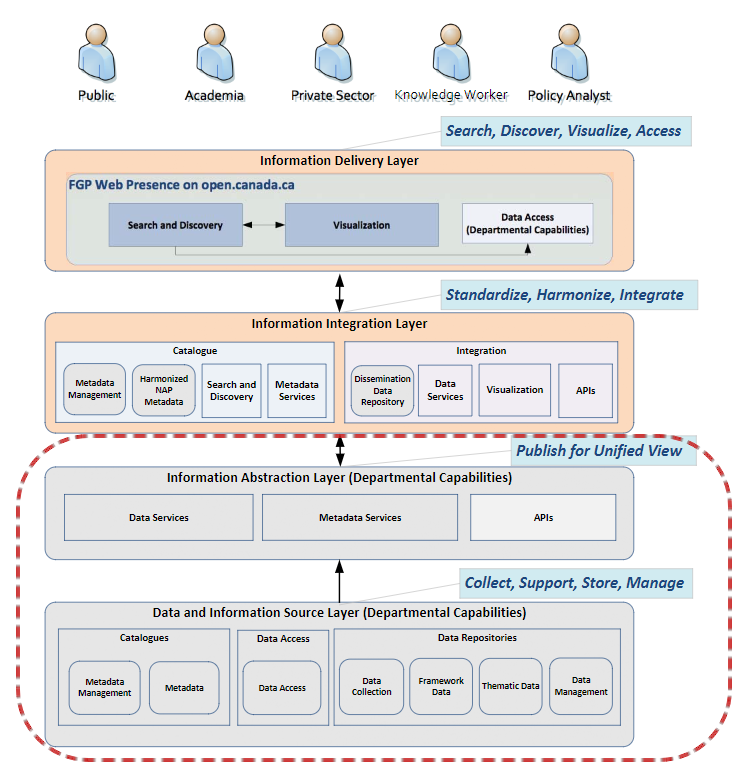 Public
Academia
Private Sector
Knowledge Worker
Policy Analyst
Search, Discover, Visualize, Access
Information Delivery Layer
FGP Web Presence on open.canada.ca
Search and Discovery
Visualization
Data Access
(Departmental Capabilities)
Standardize, Harmonize, Integrate
Information Integration Layer
Catalogue
Metadata
Management
Harmonized
NAP
Metadata
Search and
Discovery
Metadata
Services
Integration
Dissemination
Data
Repository
Data
Services
Visualization
APIs
Publish for Unified View
Information Abstraction Layer (Departmental Capabilities)
Data Services
Metadata Services
APIs
Collect, Support, Store, Manage
Data and Information Source Layer (Departmental Capabilities)
Catalogues
Metadata
Management
Metadata
Data Access
Data Access
Data Repositories
Data
Collection
Framework
Data
Thematic Data
Data
Management